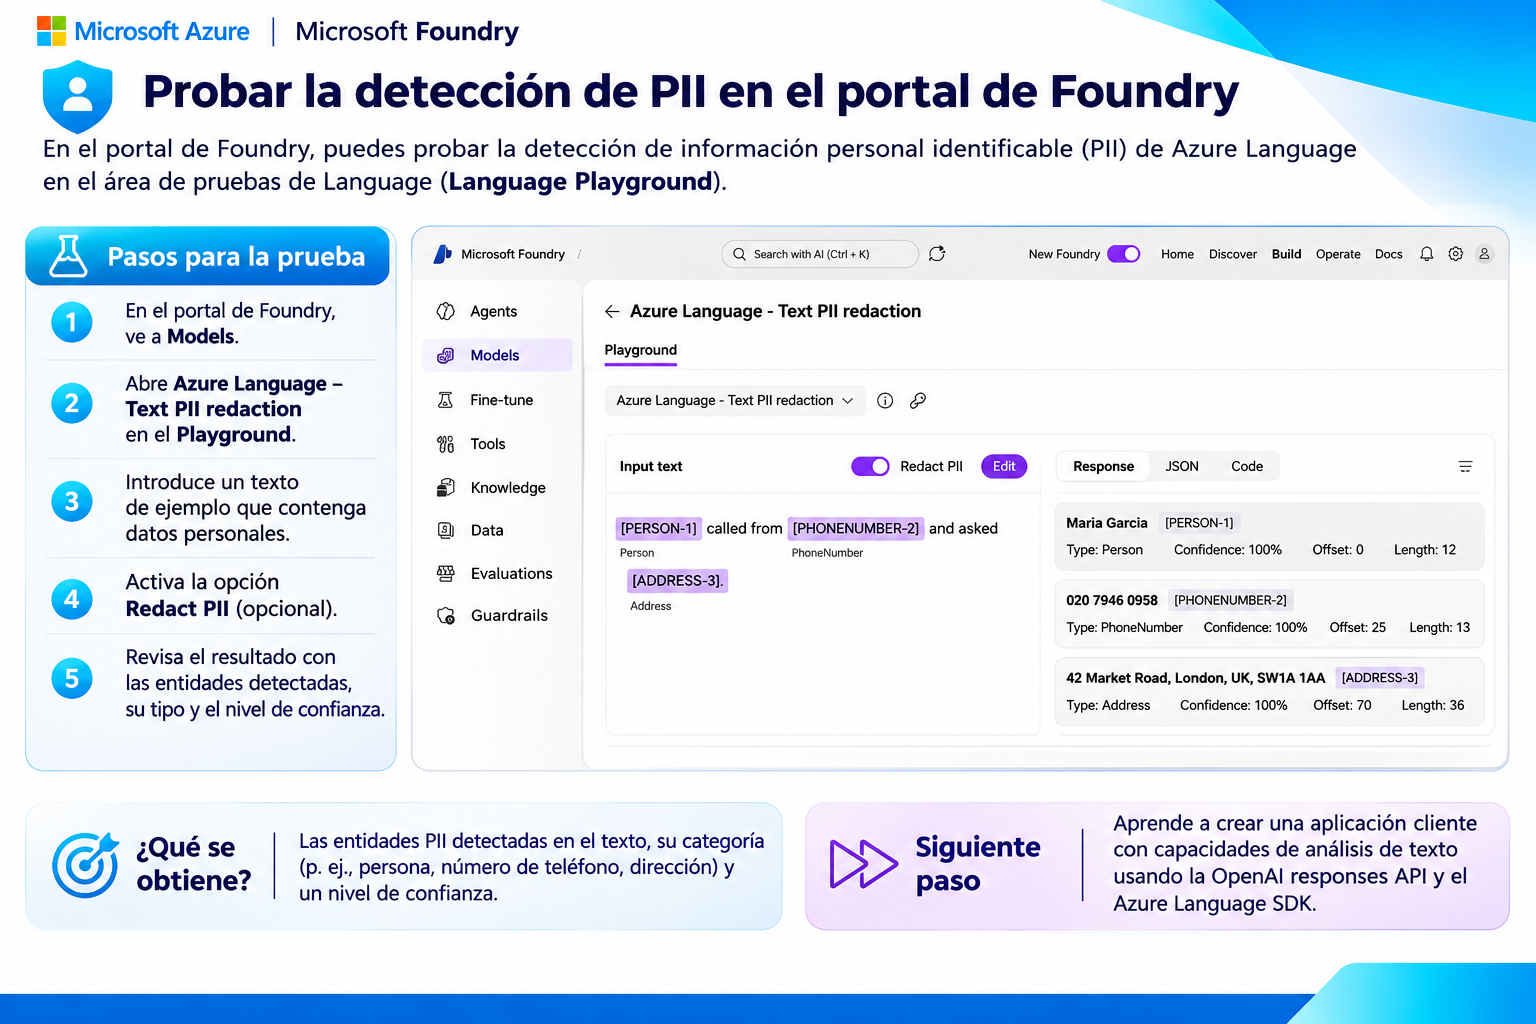 Microsoft Azure | Microsoft Foundry
Probar la detección de PII en el portal de Foundry
En el portal de Foundry, puedes probar la detección de información personal identificable (PII) de Azure Language
en el área de pruebas de Language (Language Playground).
Pasos para la prueba
1
En el portal de Foundry,
ve a Models.
2
Abre Azure Language –
Text PII redaction
en el Playground.
3
Introduce un texto
de ejemplo que contenga
datos personales.
4
Activa la opción
Redact PII (opcional).
5
Revisa el resultado con
las entidades detectadas,
su tipo y el nivel de confianza.
Microsoft Foundry /
Search with AI (Ctrl + K)
New Foundry
Home Discover Build Operate Docs
Agents
Models
Fine-tune
Tools
Knowledge
Data
Evaluations
Guardrails
Azure Language - Text PII redaction
Playground
Azure Language - Text PII redaction
Input text
Redact PII Edit
[PERSON-1] called from [PHONENUMBER-2] and asked
Person PhoneNumber
[ADDRESS-3].
Address
Response JSON Code
Maria Garcia [PERSON-1]
Type: Person Confidence: 100% Offset: 0 Length: 12
020 7946 0958 [PHONENUMBER-2]
Type: PhoneNumber Confidence: 100% Offset: 25 Length: 13
42 Market Road, London, UK, SW1A 1AA [ADDRESS-3]
Type: Address Confidence: 100% Offset: 70 Length: 36
¿Qué se
obtiene?
Las entidades PII detectadas en el texto, su categoría
(p. ej., persona, número de teléfono, dirección) y
un nivel de confianza.
Siguiente
paso
Aprende a crear una aplicación cliente
con capacidades de análisis de texto
usando la OpenAI responses API y el
Azure Language SDK.